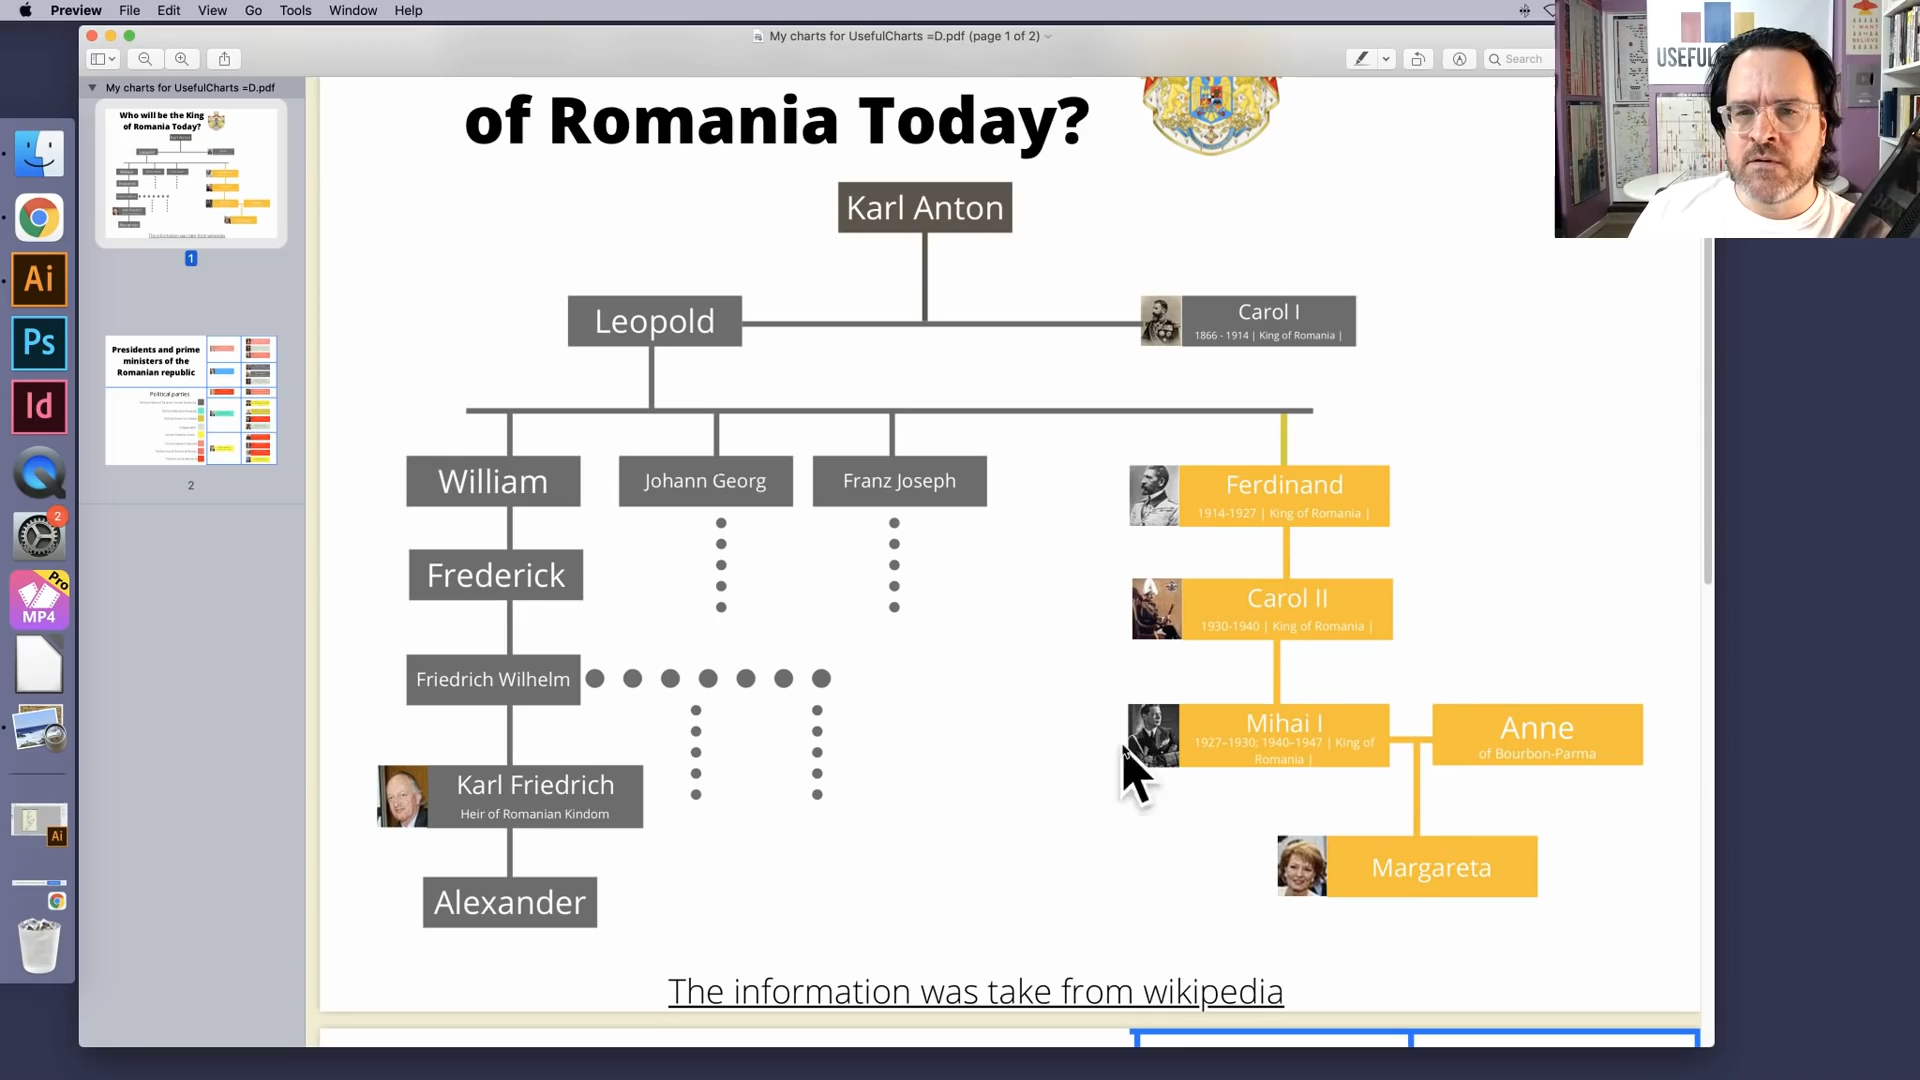 Preview File Edit View Go Tools Window Help
My charts for UsefulCharts =D.pdf (page 1 of 2)
Search
My charts for UsefulCharts =D.pdf
Who will be the King
of Romania Today?
1
Presidents and prime
ministers of the
Romanian republic
Political parties
2
of Romania Today?
Karl Anton
Leopold
Carol I
1866 - 1914 | King of Romania |
William
Johann Georg
Franz Joseph
Ferdinand
1914-1927 | King of Romania |
Frederick
Carol II
1930-1940 | King of Romania |
Friedrich Wilhelm
Mihai I
1927–1930; 1940–1947 | King of
Romania |
Anne
of Bourbon-Parma
Karl Friedrich
Heir of Romanian Kindom
Margareta
Alexander
The information was take from wikipedia
Ai
Ps
Id
2
Pro
MP4
Ai
I WANT
BELIEVE